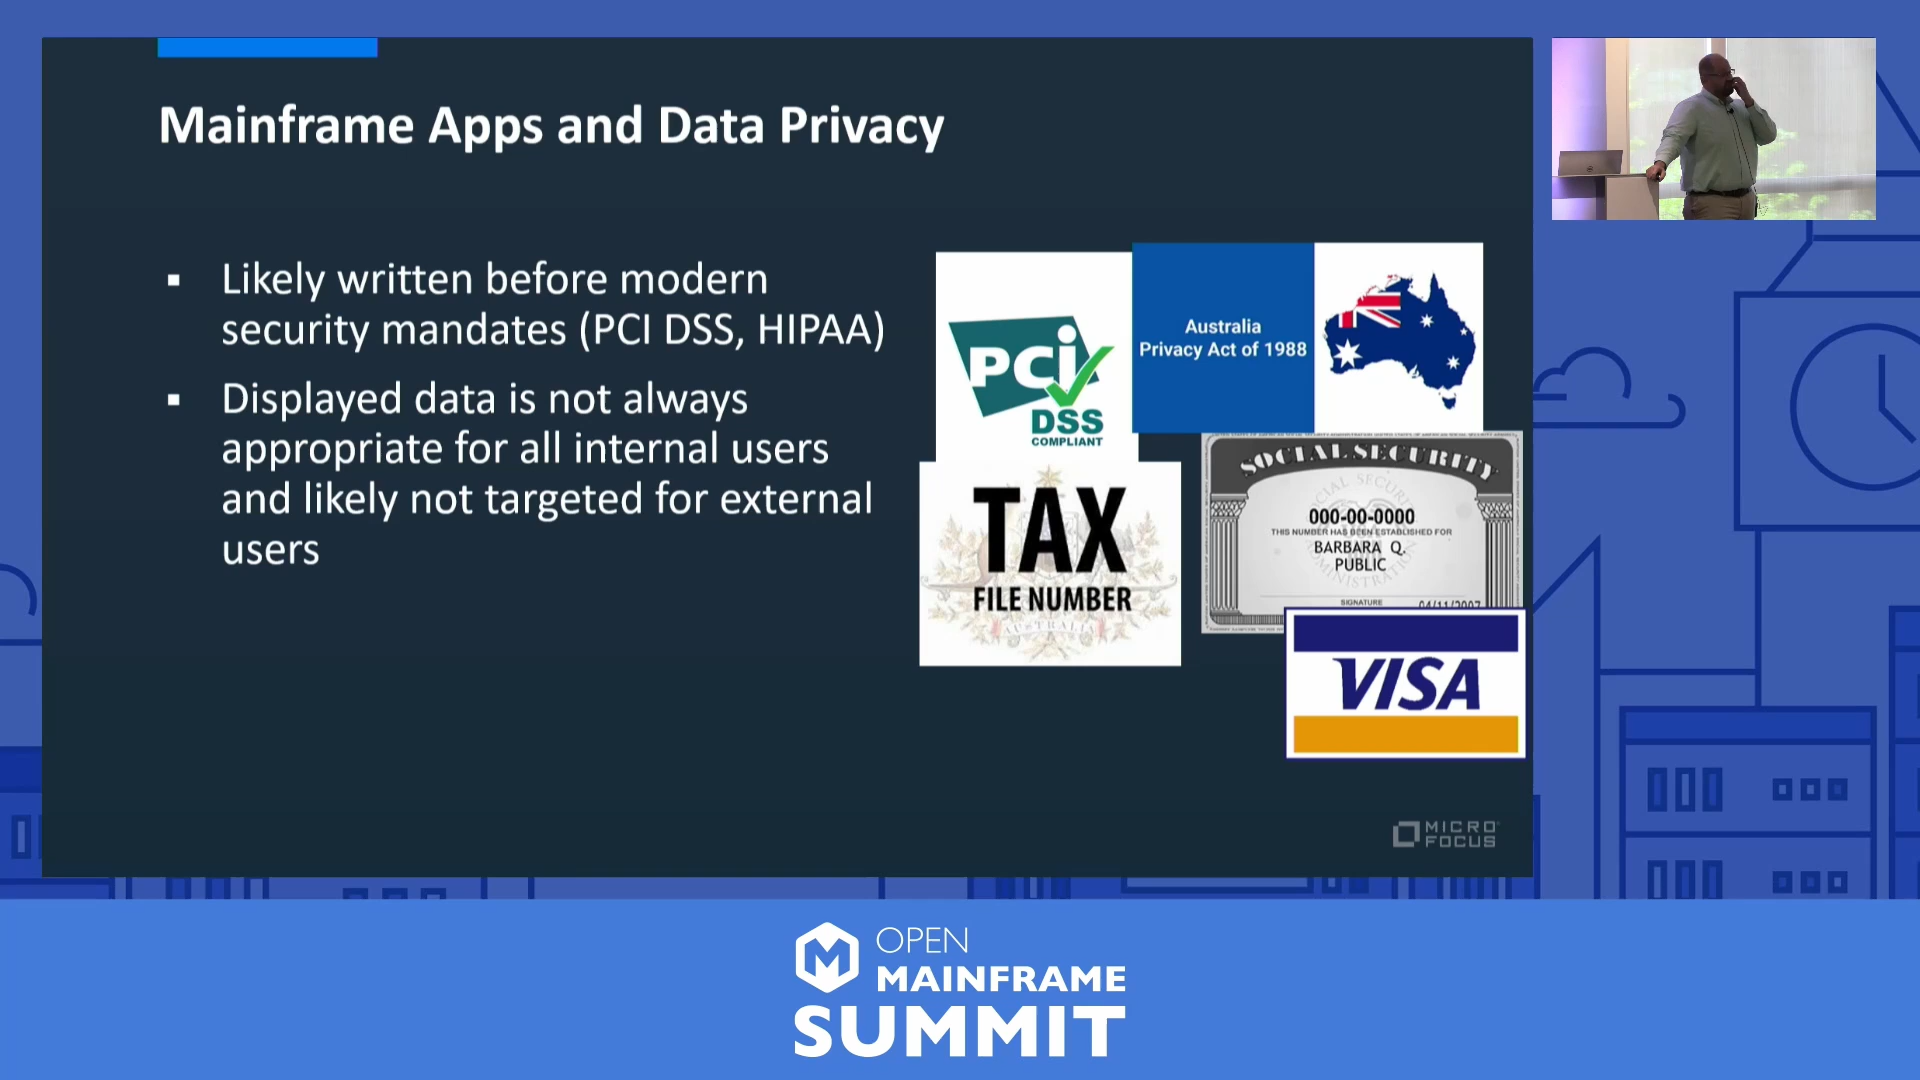 Mainframe Apps and Data Privacy
▪ Likely written before modern
security mandates (PCI DSS, HIPAA)
▪ Displayed data is not always
appropriate for all internal users
and likely not targeted for external
users
PCi
DSS
COMPLIANT
Australia
Privacy Act of 1988
TAX
FILE NUMBER
AUSTRALIA
SOCIAL SECURITY
000-00-0000
THIS NUMBER HAS BEEN ESTABLISHED FOR
BARBARA Q.
PUBLIC
SIGNATURE
04/11/2007
VISA
MICRO
FOCUS
OPEN
MAINFRAME
SUMMIT